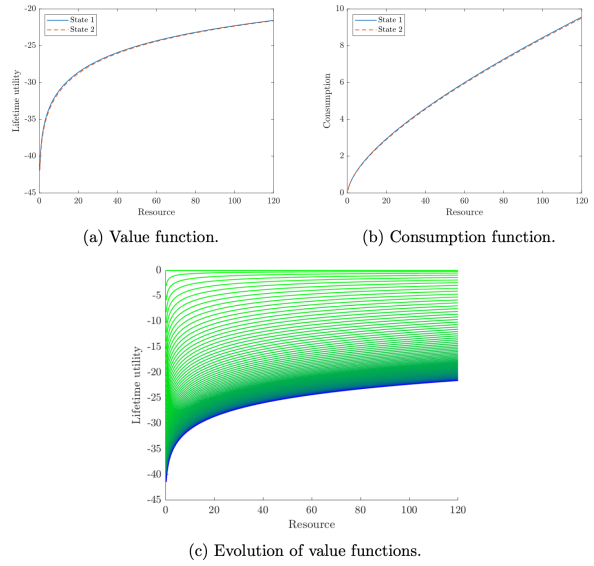 -20
-25
-30
-35
-40
-45
0 20 40 60 80 100 120
Lifetime utility
Resource
State 1
State 2
(a) Value function.
10
8
6
4
2
0
0 20 40 60 80 100 120
Consumption
Resource
State 1
State 2
(b) Consumption function.
0
-5
-10
-15
-20
-25
-30
-35
-40
-45
0 20 40 60 80 100 120
Lifetime utility
Resource
(c) Evolution of value functions.